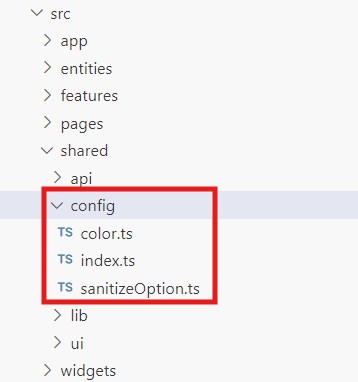 src
app
entities
features
pages
shared
api
config
TS color.ts
TS index.ts
TS sanitizeOption.ts
lib
ui
widgets